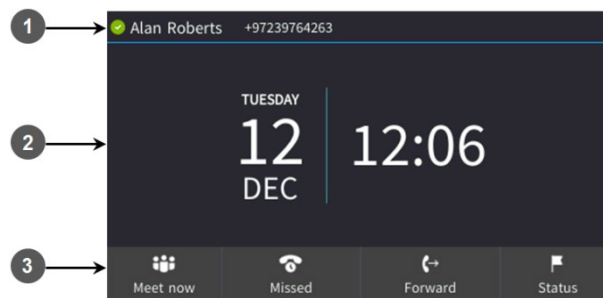 1
Alan Roberts +97239764263
TUESDAY
12
DEC
12:06
2
3
Meet now Missed Forward Status